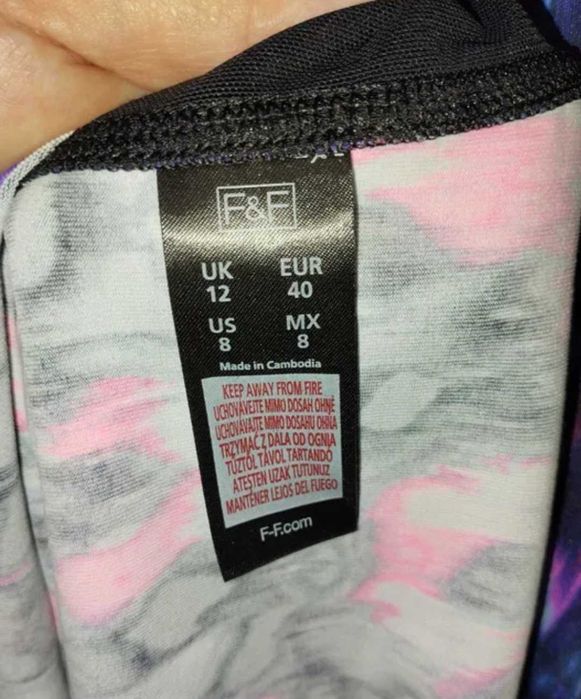 F&F
UK EUR
12 40
US MX
8 8
Made in Cambodia
KEEP AWAY FROM FIRE
UCHOVÁVEJTE MIMO DOSAH OHNĚ
UCHOVÁVAJTE MIMO DOSAHU OHŇA
TRZYMAĆ Z DALA OD OGNIA
TŰZTŐL TÁVOL TARTANDÓ
ATEŞTEN UZAK TUTUNUZ
MANTENER LEJOS DEL FUEGO
F-F.com